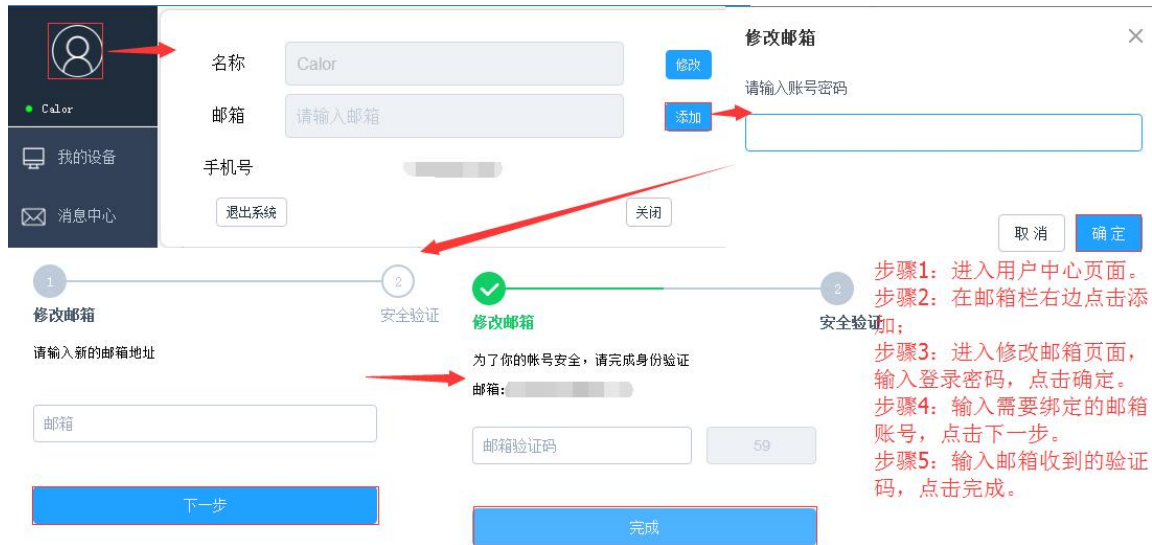 Calor
我的设备
消息中心
名称
Calor
修改
邮箱
请输入邮箱
添加
手机号
退出系统
关闭
修改邮箱
请输入账号密码
取消
确定
1
2
修改邮箱
安全验证
请输入新的邮箱地址
邮箱
下一步
2
修改邮箱
安全验证
为了你的帐号安全，请完成身份验证
邮箱:
邮箱验证码
59
完成
步骤1：进入用户中心页面。
步骤2：在邮箱栏右边点击添
加；
步骤3：进入修改邮箱页面，
输入登录密码，点击确定。
步骤4：输入需要绑定的邮箱
账号，点击下一步。
步骤5：输入邮箱收到的验证
码，点击完成。